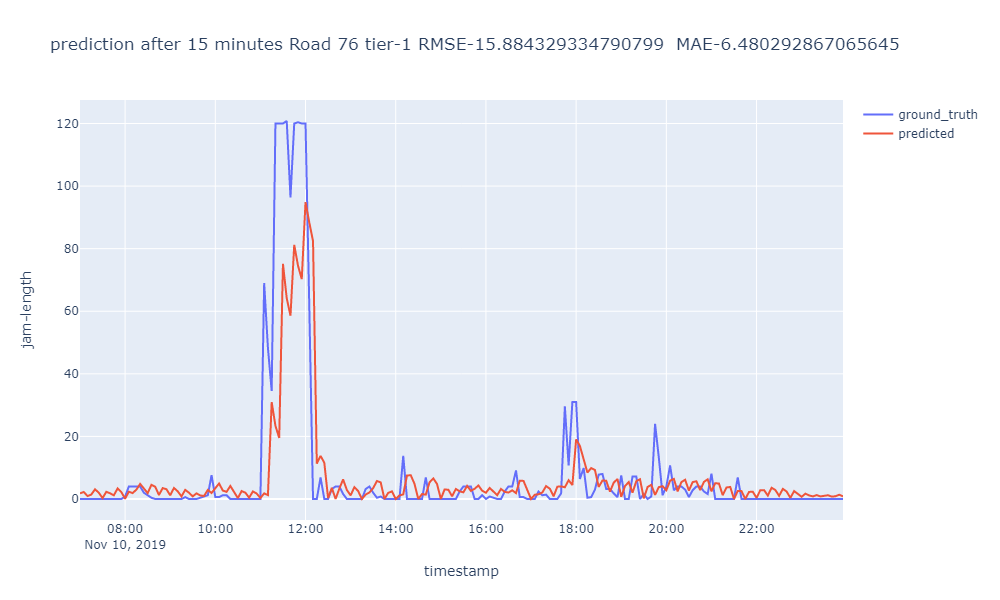 prediction after 15 minutes Road 76 tier-1 RMSE-15.884329334790799  MAE-6.480292867065645
ground_truth
predicted
120
100
80
60
40
20
0
jam-length
08:00 10:00 12:00 14:00 16:00 18:00 20:00 22:00
Nov 10, 2019
timestamp